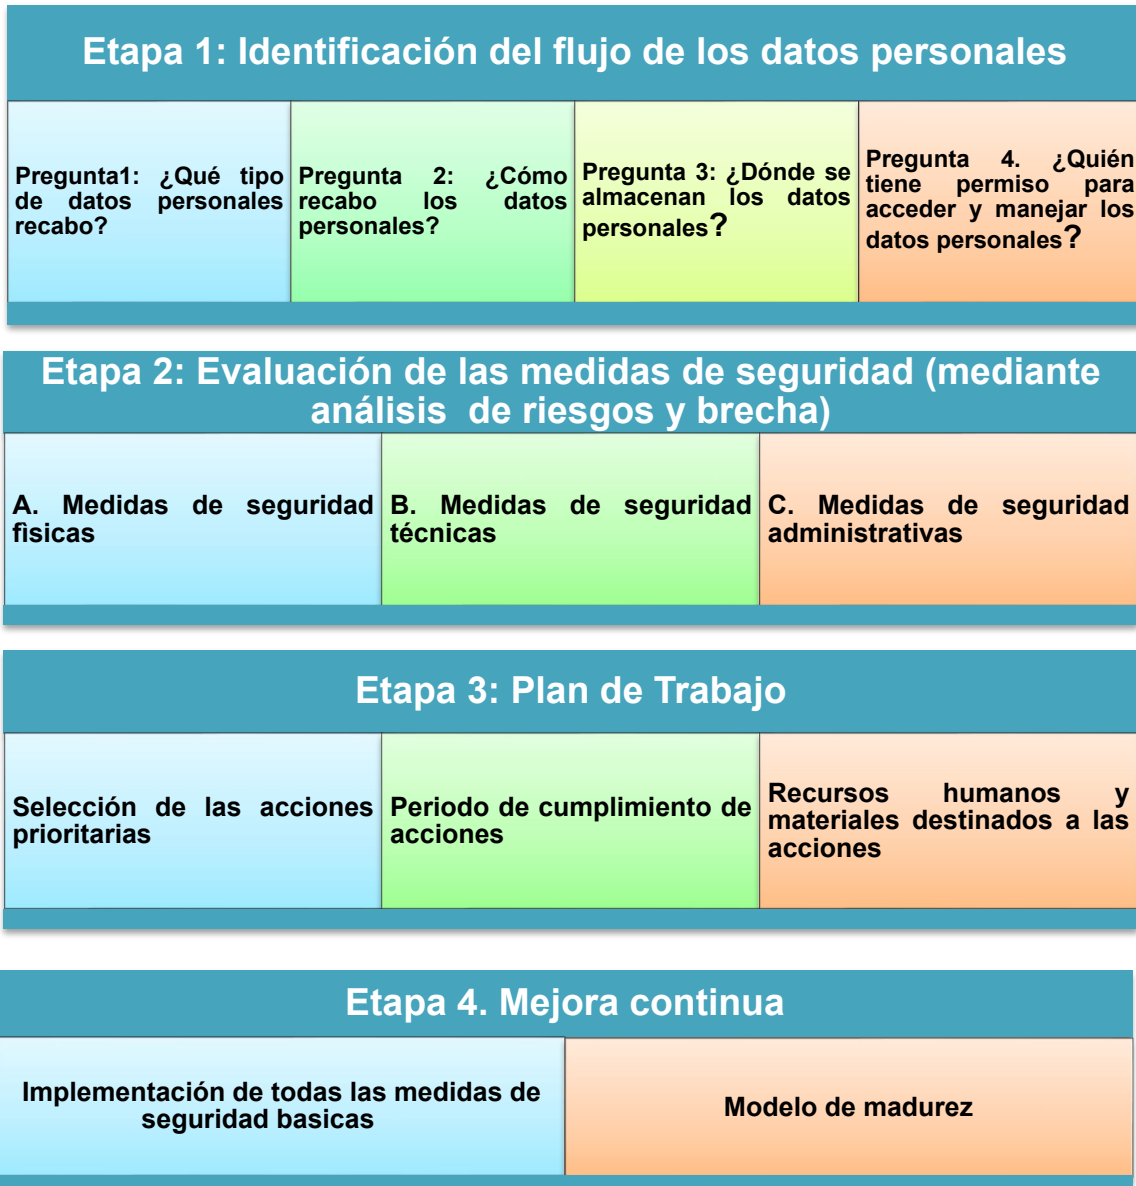 Etapa 1: Identificación del flujo de los datos personales
Pregunta1: ¿Qué tipo
de datos personales
recabo?
Pregunta 2: ¿Cómo
recabo los datos
personales?
Pregunta 3: ¿Dónde se
almacenan los datos
personales?
Pregunta 4. ¿Quién
tiene permiso para
acceder y manejar los
datos personales?
Etapa 2: Evaluación de las medidas de seguridad (mediante
análisis de riesgos y brecha)
A. Medidas de seguridad
fìsicas
B. Medidas de seguridad
técnicas
C. Medidas de seguridad
administrativas
Etapa 3: Plan de Trabajo
Selección de las acciones
prioritarias
Periodo de cumplimiento de
acciones
Recursos humanos y
materiales destinados a las
acciones
Etapa 4. Mejora continua
Implementación de todas las medidas de
seguridad basicas
Modelo de madurez